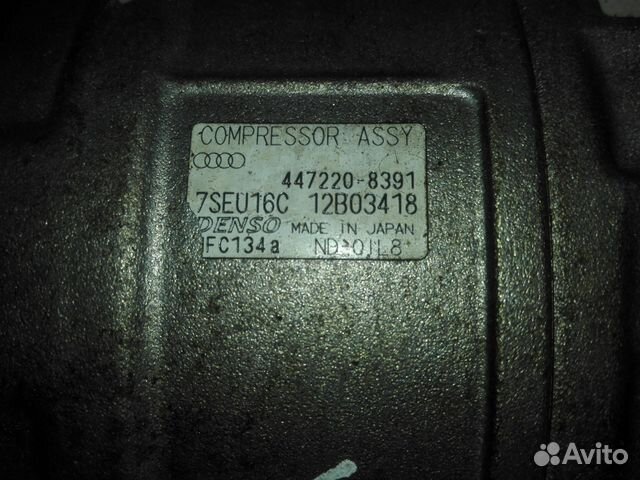 COMPRESSOR ASSY
447220-8391
7SEU16C 12B03418
DENSO MADE IN JAPAN
HFC134a ND-OIL8
Avito